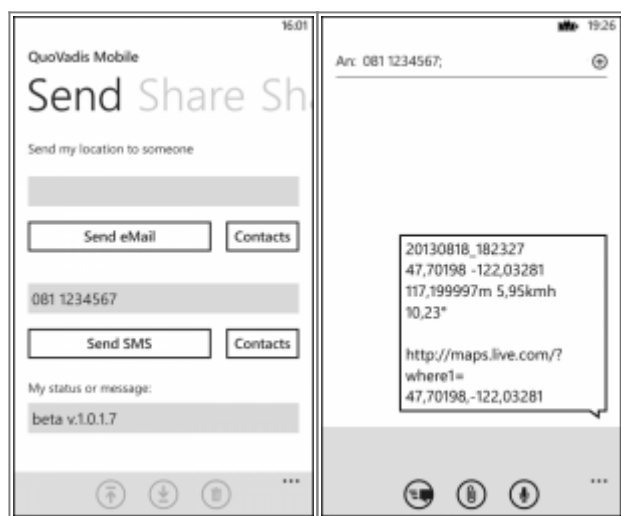 16:01
QuoVadis Mobile
Send Share Sh
Send my location to someone
Send eMail
Contacts
081 1234567
Send SMS
Contacts
My status or message:
beta v.1.0.1.7
...
19:26
An: 081 1234567;
20130818_182327
47,70198 -122,03281
117,199997m 5,95kmh
10,23°
http://maps.live.com/?
where1=
47,70198,-122,03281
...